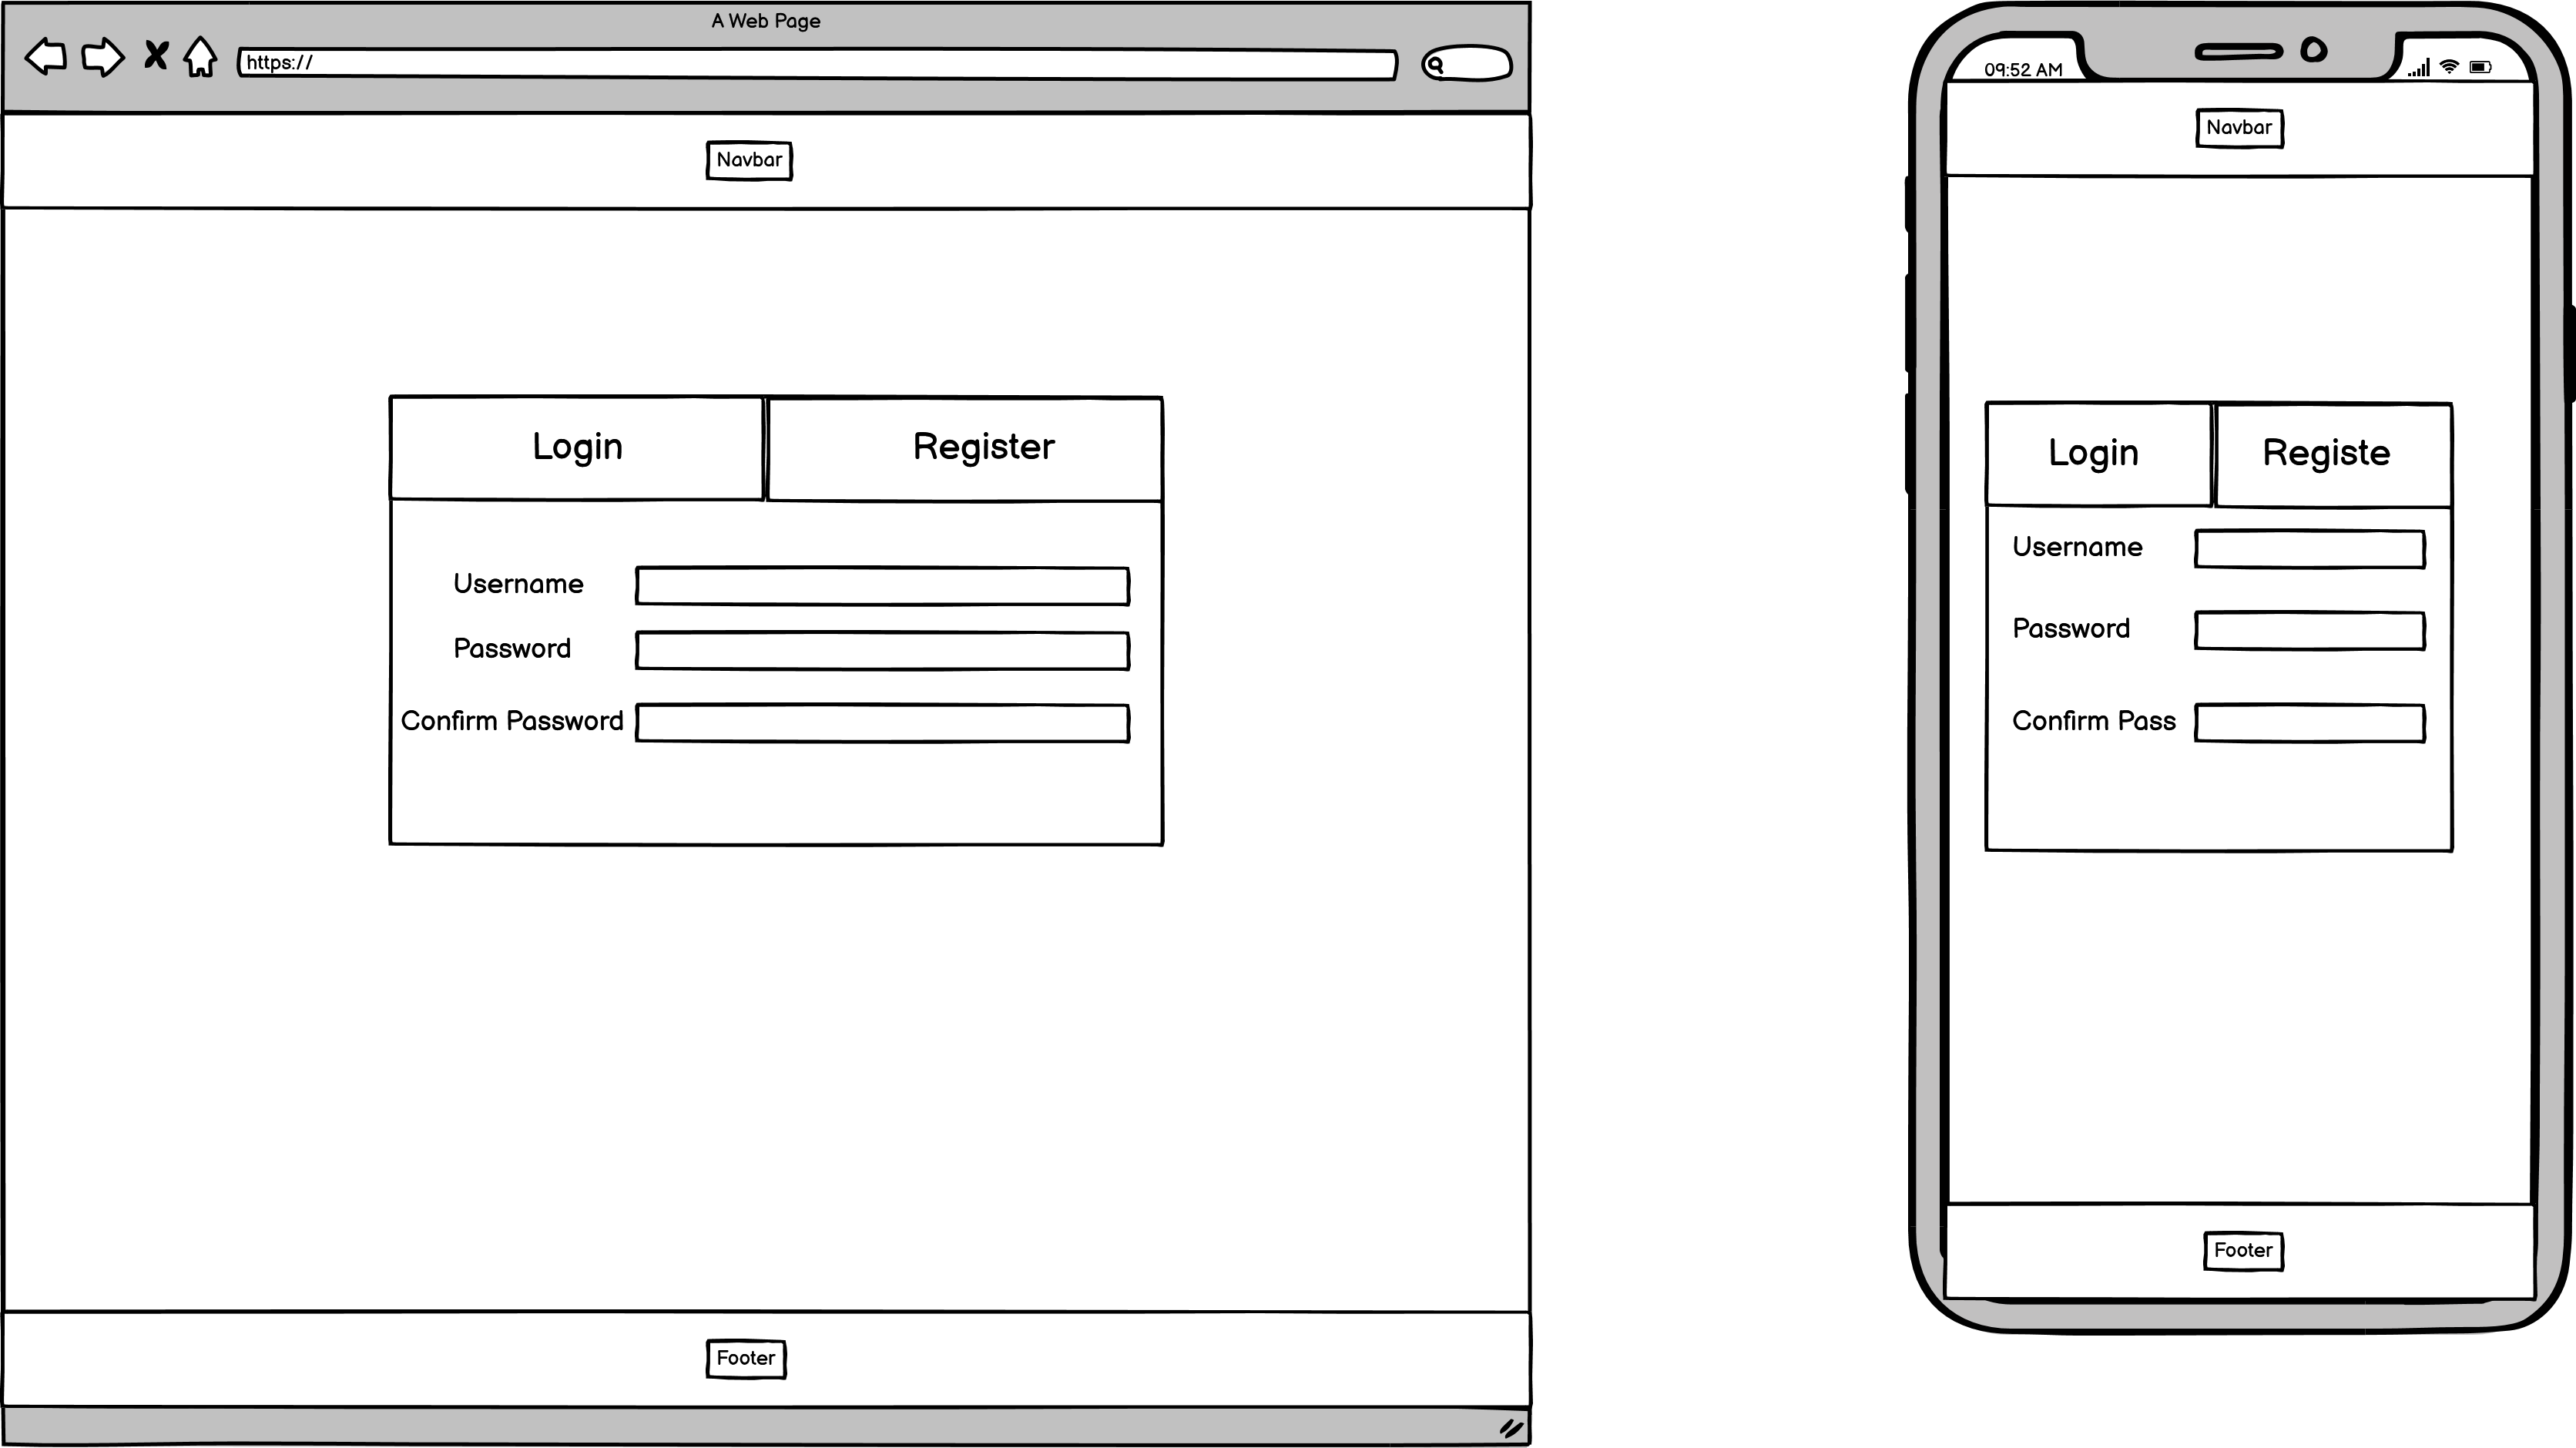 A Web Page
https://
Navbar
Login
Register
Username
Password
Confirm Password
Footer
09:52 AM
Navbar
Login
Registe
Username
Password
Confirm Pass
Footer